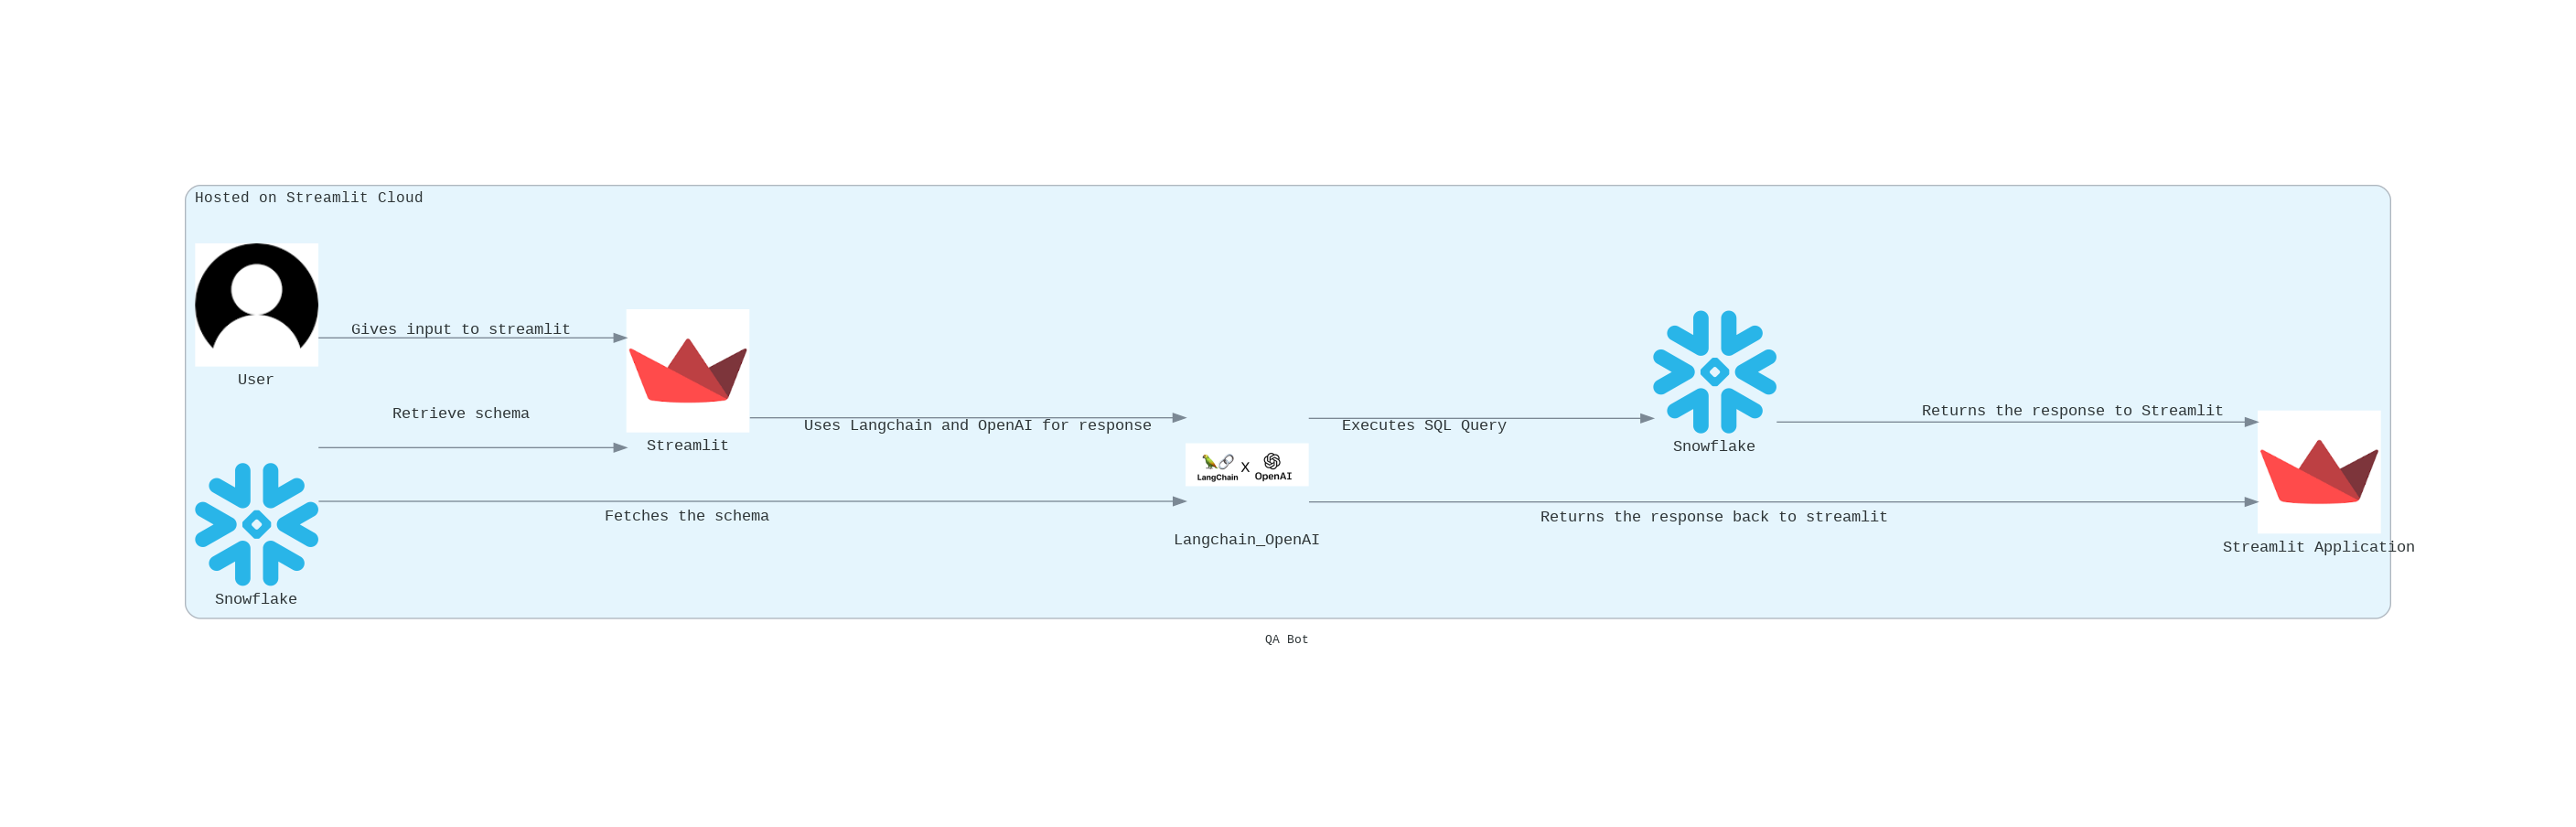 Hosted on Streamlit Cloud
Gives input to streamlit
User
Retrieve schema
Streamlit
Uses Langchain and OpenAI for response
Executes SQL Query
Snowflake
Returns the response to Streamlit
LangChain X OpenAI
Fetches the schema
Returns the response back to streamlit
Langchain_OpenAI
Streamlit Application
Snowflake
QA Bot